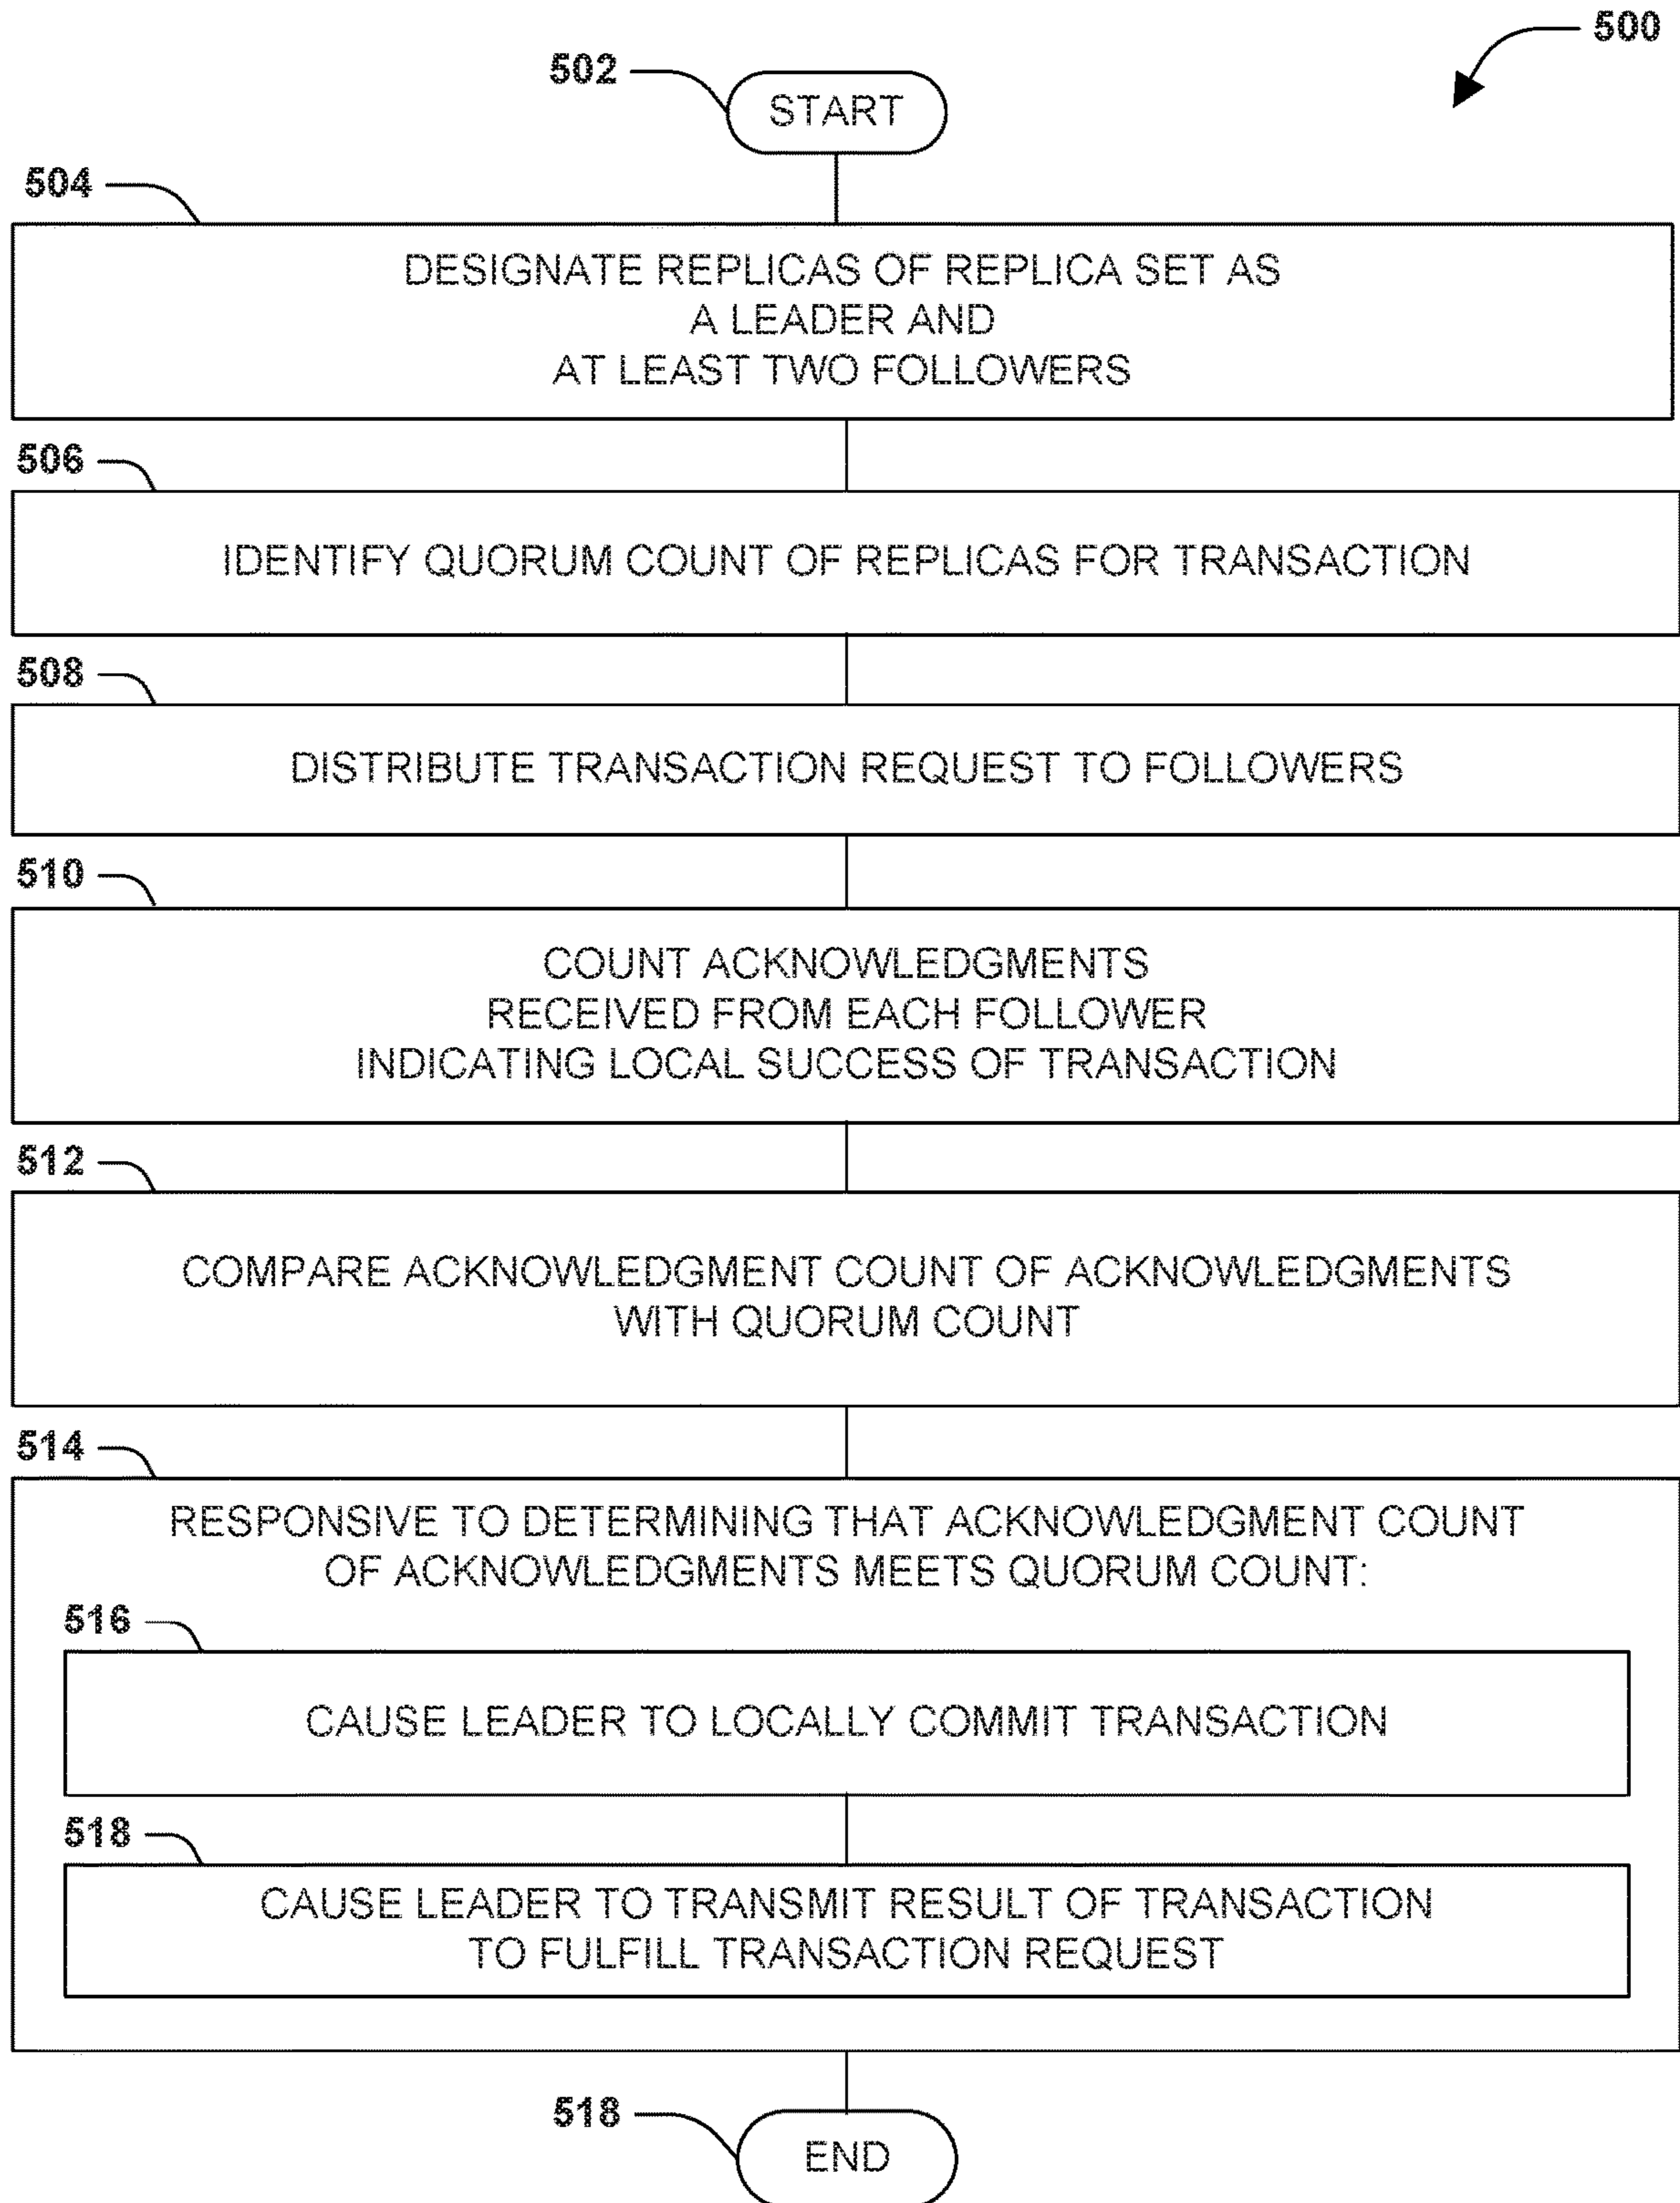 500
502
START
504
DESIGNATE REPLICAS OF REPLICA SET AS
A LEADER AND
AT LEAST TWO FOLLOWERS
506
IDENTIFY QUORUM COUNT OF REPLICAS FOR TRANSACTION
508
DISTRIBUTE TRANSACTION REQUEST TO FOLLOWERS
510
COUNT ACKNOWLEDGMENTS
RECEIVED FROM EACH FOLLOWER
INDICATING LOCAL SUCCESS OF TRANSACTION
512
COMPARE ACKNOWLEDGMENT COUNT OF ACKNOWLEDGMENTS
WITH QUORUM COUNT
514
RESPONSIVE TO DETERMINING THAT ACKNOWLEDGMENT COUNT
OF ACKNOWLEDGMENTS MEETS QUORUM COUNT:
516
CAUSE LEADER TO LOCALLY COMMIT TRANSACTION
518
CAUSE LEADER TO TRANSMIT RESULT OF TRANSACTION
TO FULFILL TRANSACTION REQUEST
518
END